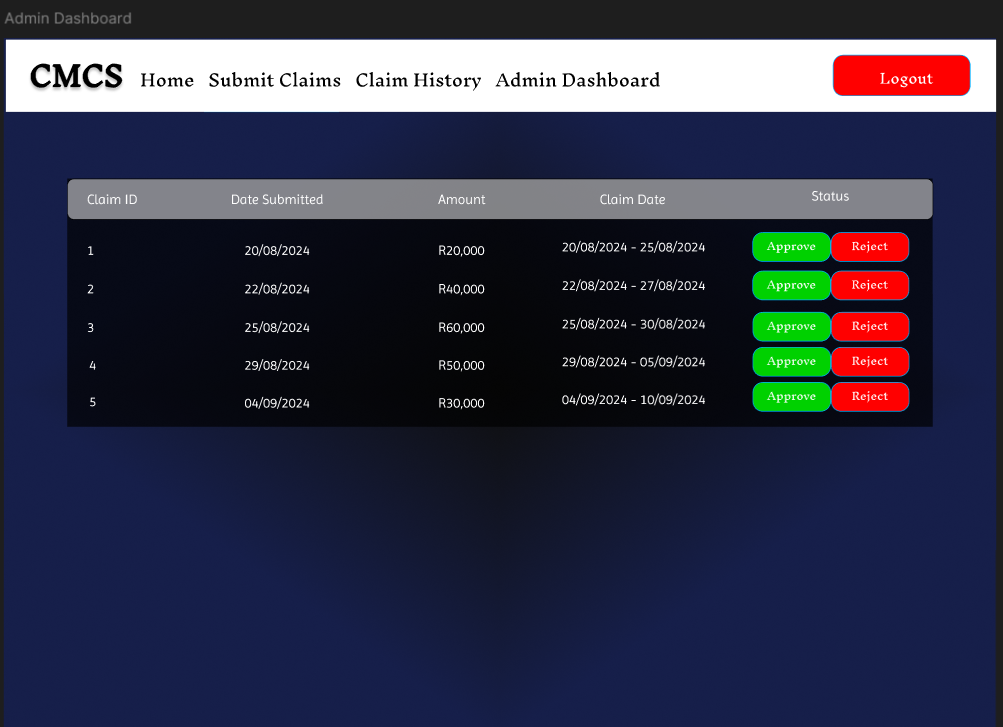 Admin Dashboard
CMCS Home Submit Claims Claim History Admin Dashboard Logout
Claim ID Date Submitted Amount Claim Date Status
1 20/08/2024 R20,000 20/08/2024 - 25/08/2024 Approve Reject
2 22/08/2024 R40,000 22/08/2024 - 27/08/2024 Approve Reject
3 25/08/2024 R60,000 25/08/2024 - 30/08/2024 Approve Reject
4 29/08/2024 R50,000 29/08/2024 - 05/09/2024 Approve Reject
5 04/09/2024 R30,000 04/09/2024 - 10/09/2024 Approve Reject